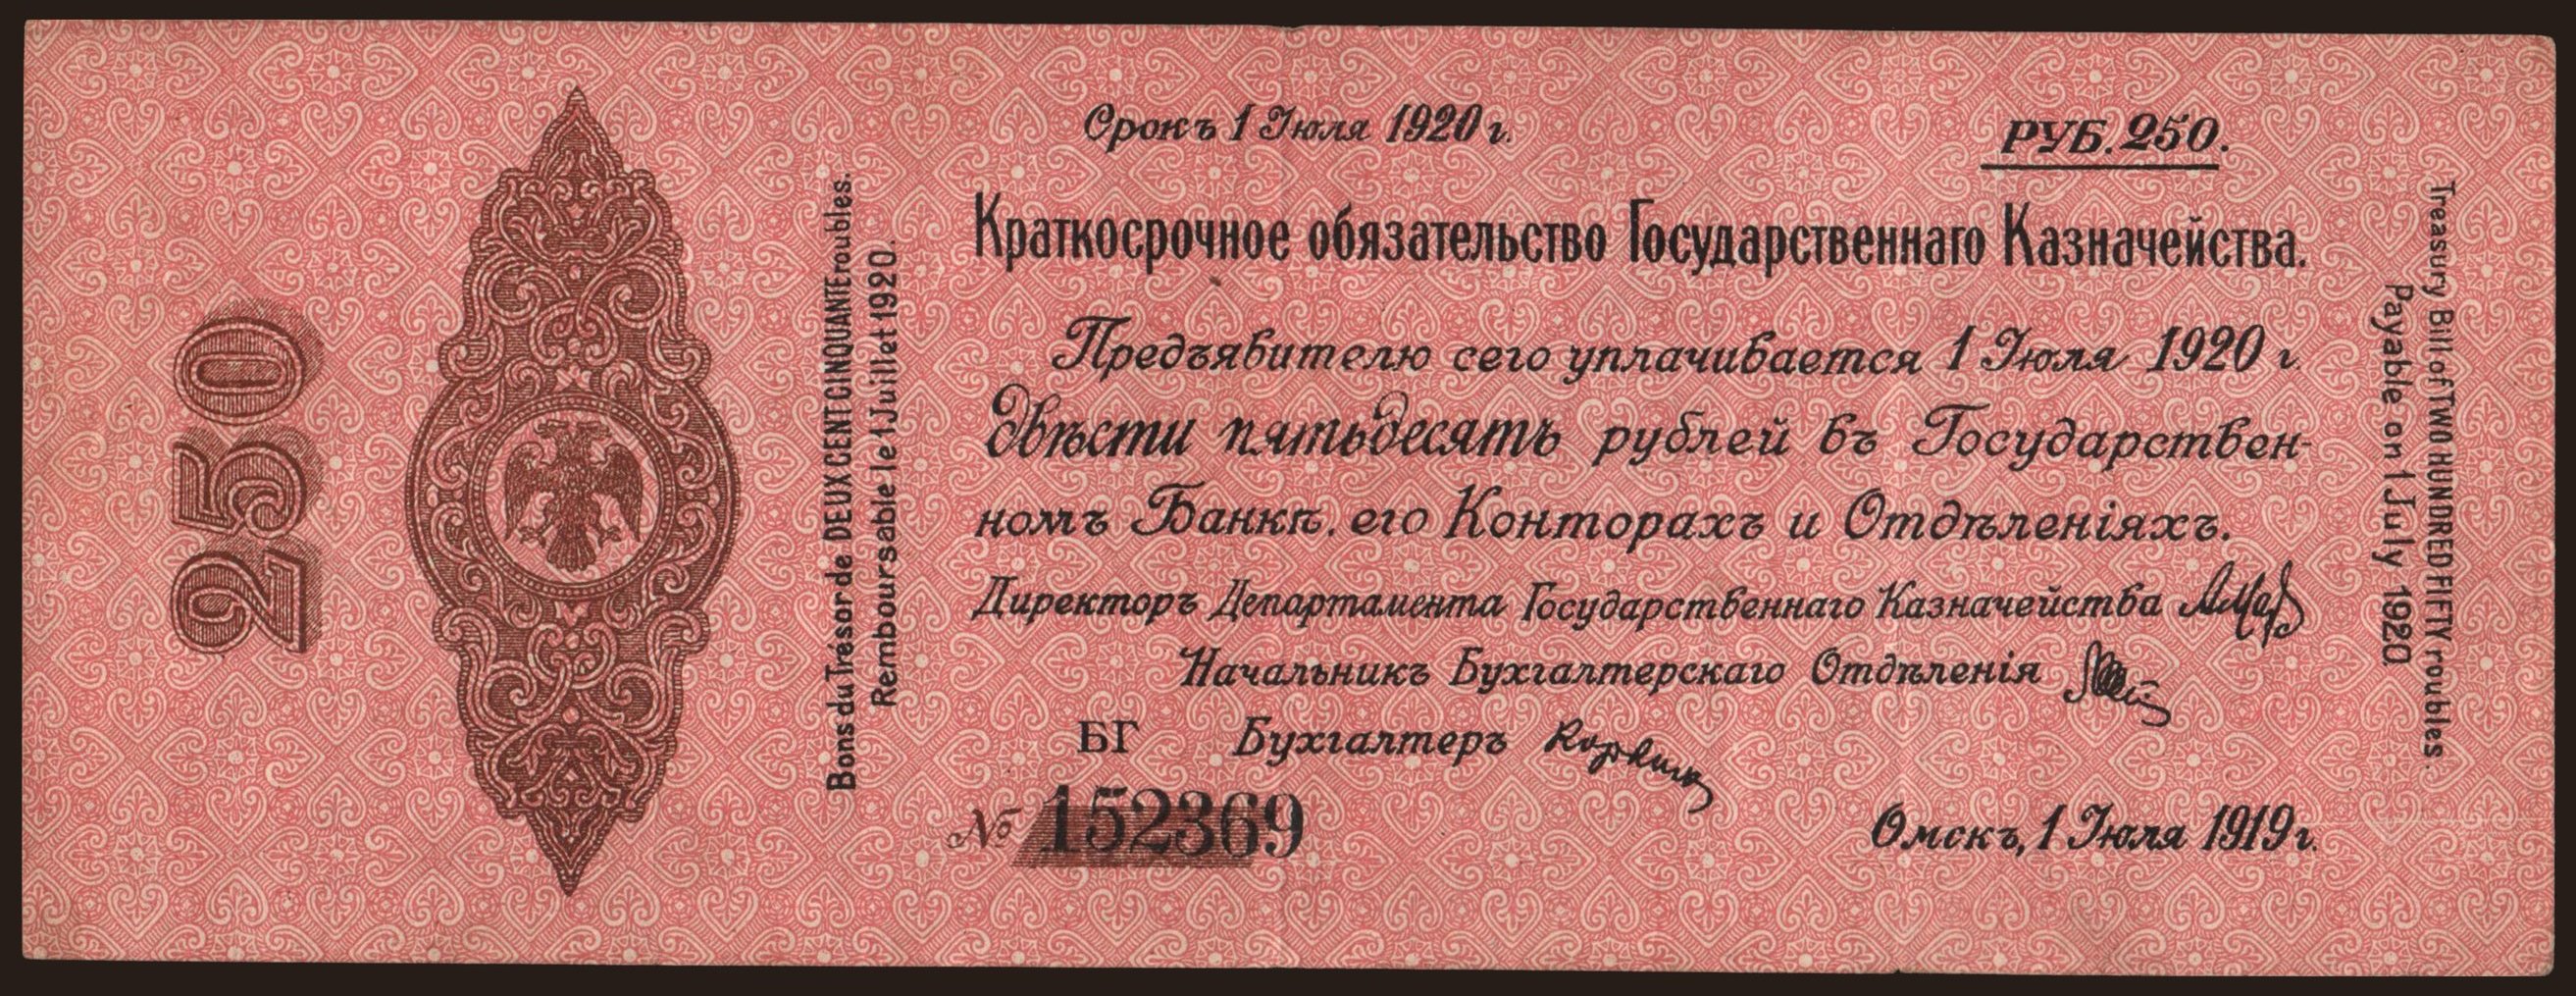 250
Bons du Trésor de DEUX CENT CINQUANTE roubles.
Remboursable le 1 Juillet 1920.
Срокъ 1 Іюля 1920 г.
РУБ. 250.
Краткосрочное обязательство Государственнаго Казначейства.
Предъявителю сего уплачивается 1 Іюля 1920 г.
Двѣсти пятьдесятъ рублей въ Государствен-
номъ Банкѣ, его Конторахъ и Отдѣленіяхъ.
Директоръ Департамента Государственнаго Казначейства
Начальникъ Бухгалтерскаго Отдѣленія
БГ Бухгалтеръ
№ 152369
Омскъ, 1 Іюля 1919 г.
Treasury Bill of TWO HUNDRED FIFTY roubles.
Payable on 1 July 1920.